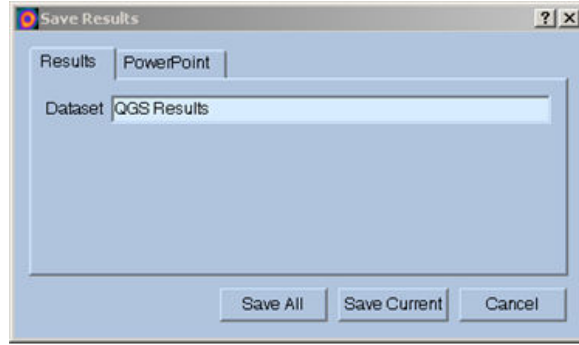 Save Results
Results PowerPoint
Dataset QGS Results
Save All Save Current Cancel